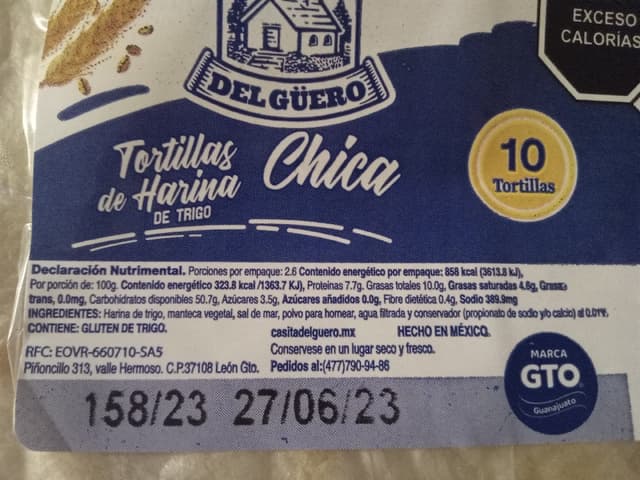 EXCESO
CALORÍAS
DEL GÜERO
Tortillas
de Harina
DE TRIGO
Chica
10
Tortillas
Declaración Nutrimental. Porciones por empaque: 2.6 Contenido energético por empaque: 858 kcal (3613.8 kJ),
Por porción de: 100g. Contenido energético 323.8 kcal /1363.7 KJ), Proteinas 7.7g. Grasas totales 10.0g, Grasas saturadas 4.8g, Grasas
trans, 0.0mg, Carbohidratos disponibles 50.7g, Azúcares 3.5g, Azúcares añadidos 0.0g, Fibre dietética 0.4g, Sodio 389.9mg
INGREDIENTES: Harina de trigo, manteca vegetal, sal de mar, polvo para hornear, agua filtrada y conservador (propionato de sodio y/o calcio) al 0.01%.
CONTIENE: GLUTEN DE TRIGO.
casitadelguero.mx
HECHO EN MÉXICO.
RFC: EOVR-660710-SA5
Conservese en un lugar seco y fresco.
Piñoncillo 313, valle Hermoso. C.P.37108 León Gto.
Pedidos al:(477)790-94-86
MARCA
GTO
Guanajuato
158/23 27/06/23